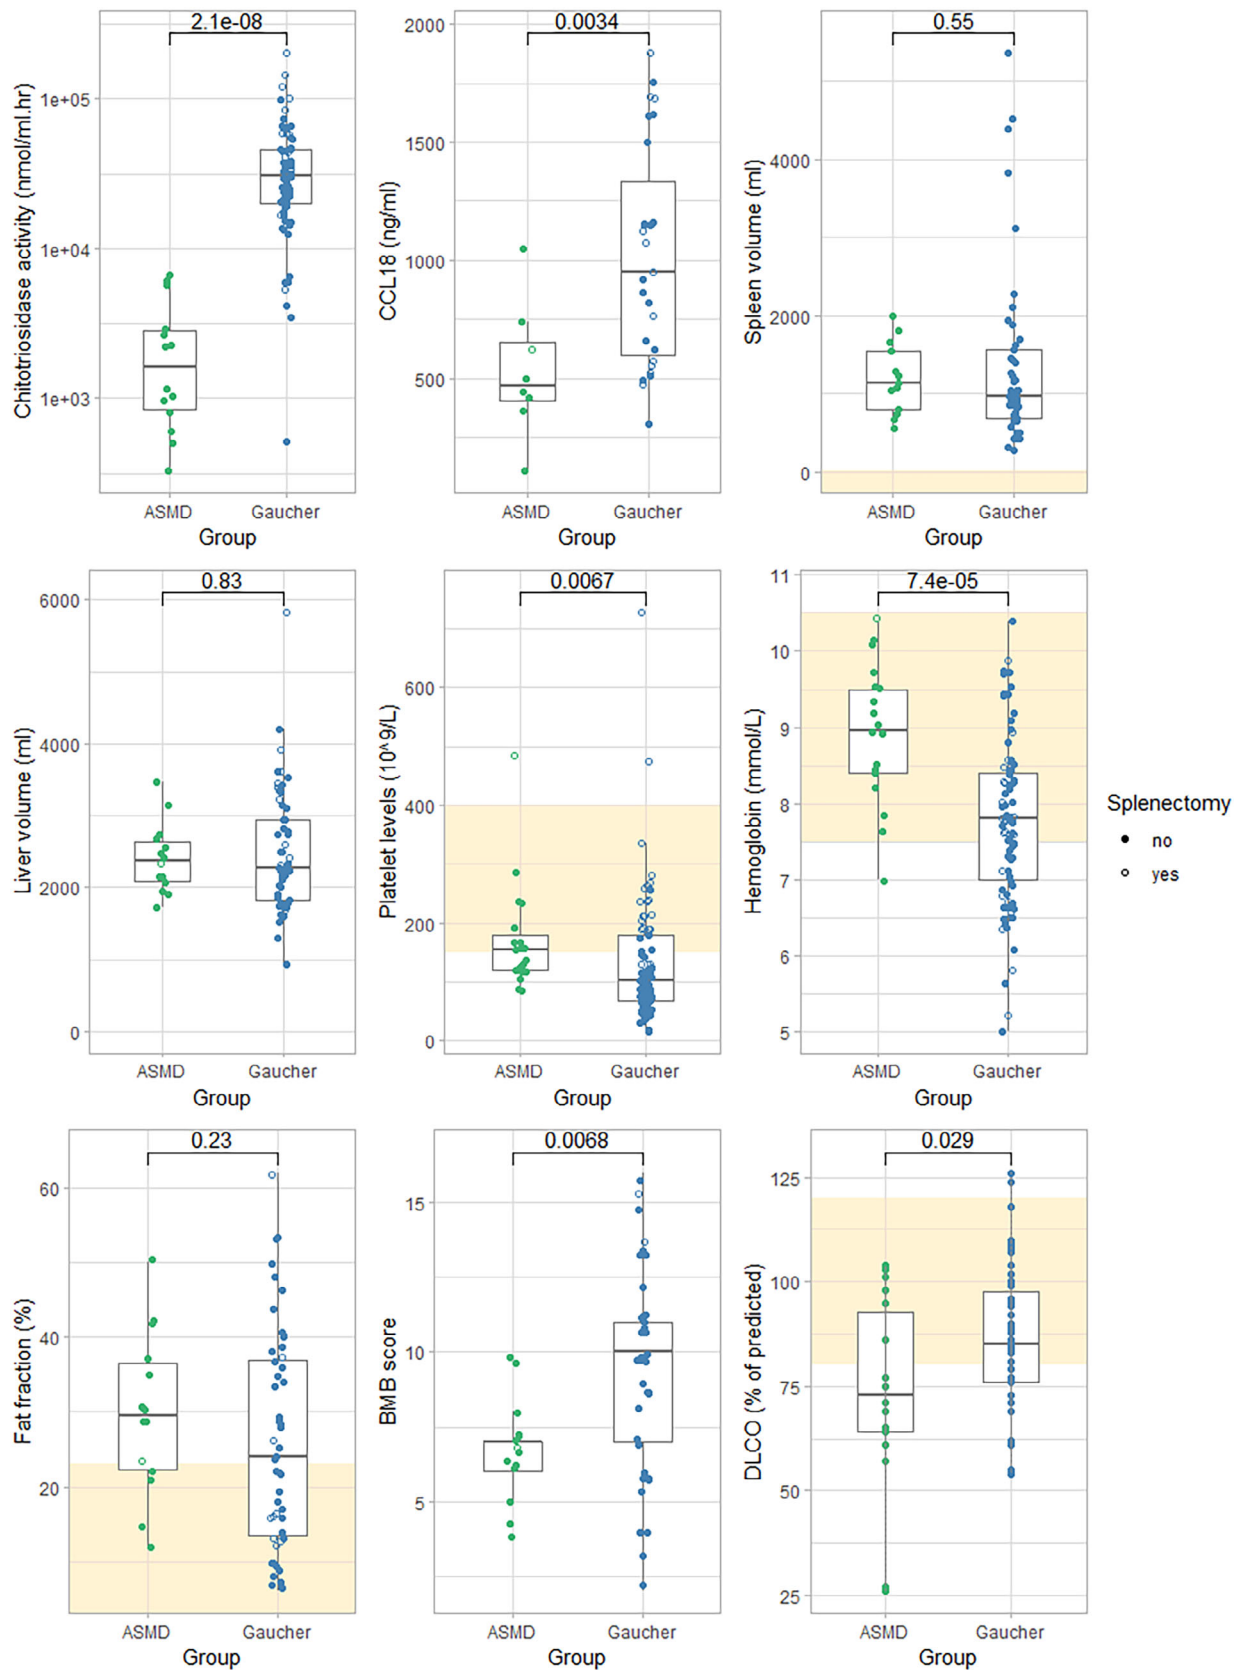 2.1e-08
Chitotriosidase activity (nmol/ml.hr)
1e+05
1e+04
1e+03
ASMD Gaucher
Group
0.0034
CCL18 (ng/ml)
2000
1500
1000
500
ASMD Gaucher
Group
0.55
Spleen volume (ml)
4000
2000
0
ASMD Gaucher
Group
0.83
Liver volume (ml)
6000
4000
2000
0
ASMD Gaucher
Group
0.0067
Platelet levels (10^9/L)
600
400
200
0
ASMD Gaucher
Group
7.4e-05
Hemoglobin (mmol/L)
11
10
9
8
7
6
5
ASMD Gaucher
Group
Splenectomy
no
yes
0.23
Fat fraction (%)
60
40
20
ASMD Gaucher
Group
0.0068
BMB score
15
10
5
ASMD Gaucher
Group
0.029
DLCO (% of predicted)
125
100
75
50
25
ASMD Gaucher
Group